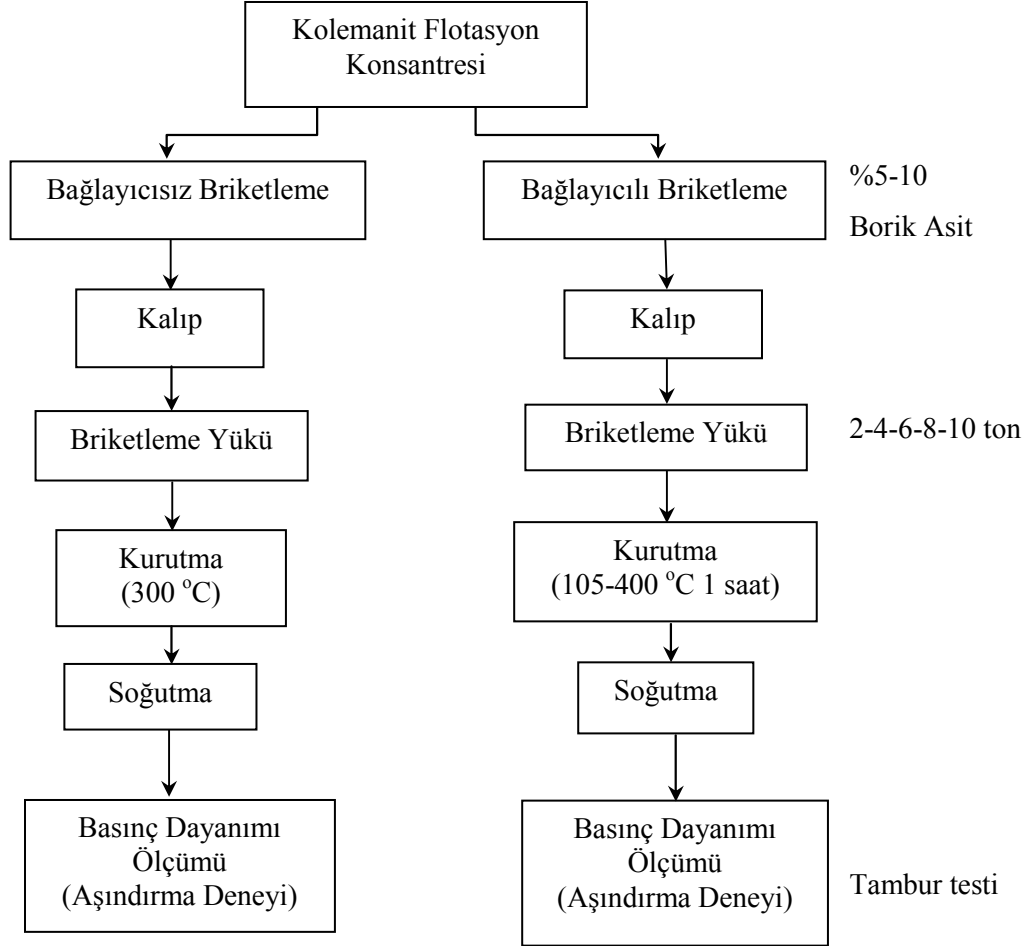 Kolemanit Flotasyon
Konsantresi
Bağlayıcısız Briketleme
Bağlayıcılı Briketleme
%5-10
Borik Asit
Kalıp
Kalıp
Briketleme Yükü
Briketleme Yükü
2-4-6-8-10 ton
Kurutma
(300 °C)
Kurutma
(105-400 °C 1 saat)
Soğutma
Soğutma
Basınç Dayanımı
Ölçümü
(Aşındırma Deneyi)
Basınç Dayanımı
Ölçümü
(Aşındırma Deneyi)
Tambur testi